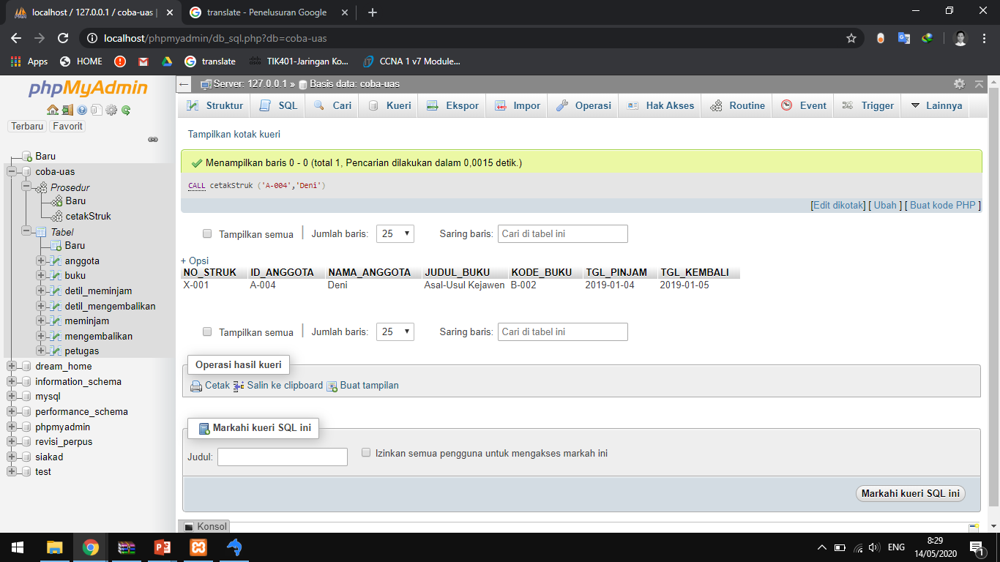 localhost / 127.0.0.1 / coba-uas |
translate - Penelusuran Google
localhost/phpmyadmin/db_sql.php?db=coba-uas
Apps HOME translate TIK401-Jaringan Ko... CCNA 1 v7 Module...
phpMyAdmin
Terbaru Favorit
Baru
coba-uas
Prosedur
Baru
cetakStruk
Tabel
Baru
anggota
buku
detil_meminjam
detil_mengembalikan
meminjam
mengembalikan
petugas
dream_home
information_schema
mysql
performance_schema
phpmyadmin
revisi_perpus
siakad
test
Server: 127.0.0.1 » Basis data: coba-uas
Struktur SQL Cari Kueri Ekspor Impor Operasi Hak Akses Routine Event Trigger Lainnya
Tampilkan kotak kueri
Menampilkan baris 0 - 0 (total 1, Pencarian dilakukan dalam 0,0015 detik.)
CALL cetakStruk ('A-004','Deni')
[Edit dikotak] [ Ubah ] [ Buat kode PHP ]
Tampilkan semua | Jumlah baris: 25 Saring baris: Cari di tabel ini
+ Opsi
NO_STRUK ID_ANGGOTA NAMA_ANGGOTA JUDUL_BUKU KODE_BUKU TGL_PINJAM TGL_KEMBALI
X-001 A-004 Deni Asal-Usul Kejawen B-002 2019-01-04 2019-01-05
Tampilkan semua | Jumlah baris: 25 Saring baris: Cari di tabel ini
Operasi hasil kueri
Cetak Salin ke clipboard Buat tampilan
Markahi kueri SQL ini
Judul: Izinkan semua pengguna untuk mengakses markah ini
Markahi kueri SQL ini
Konsol
ENG
8:29
14/05/2020
1